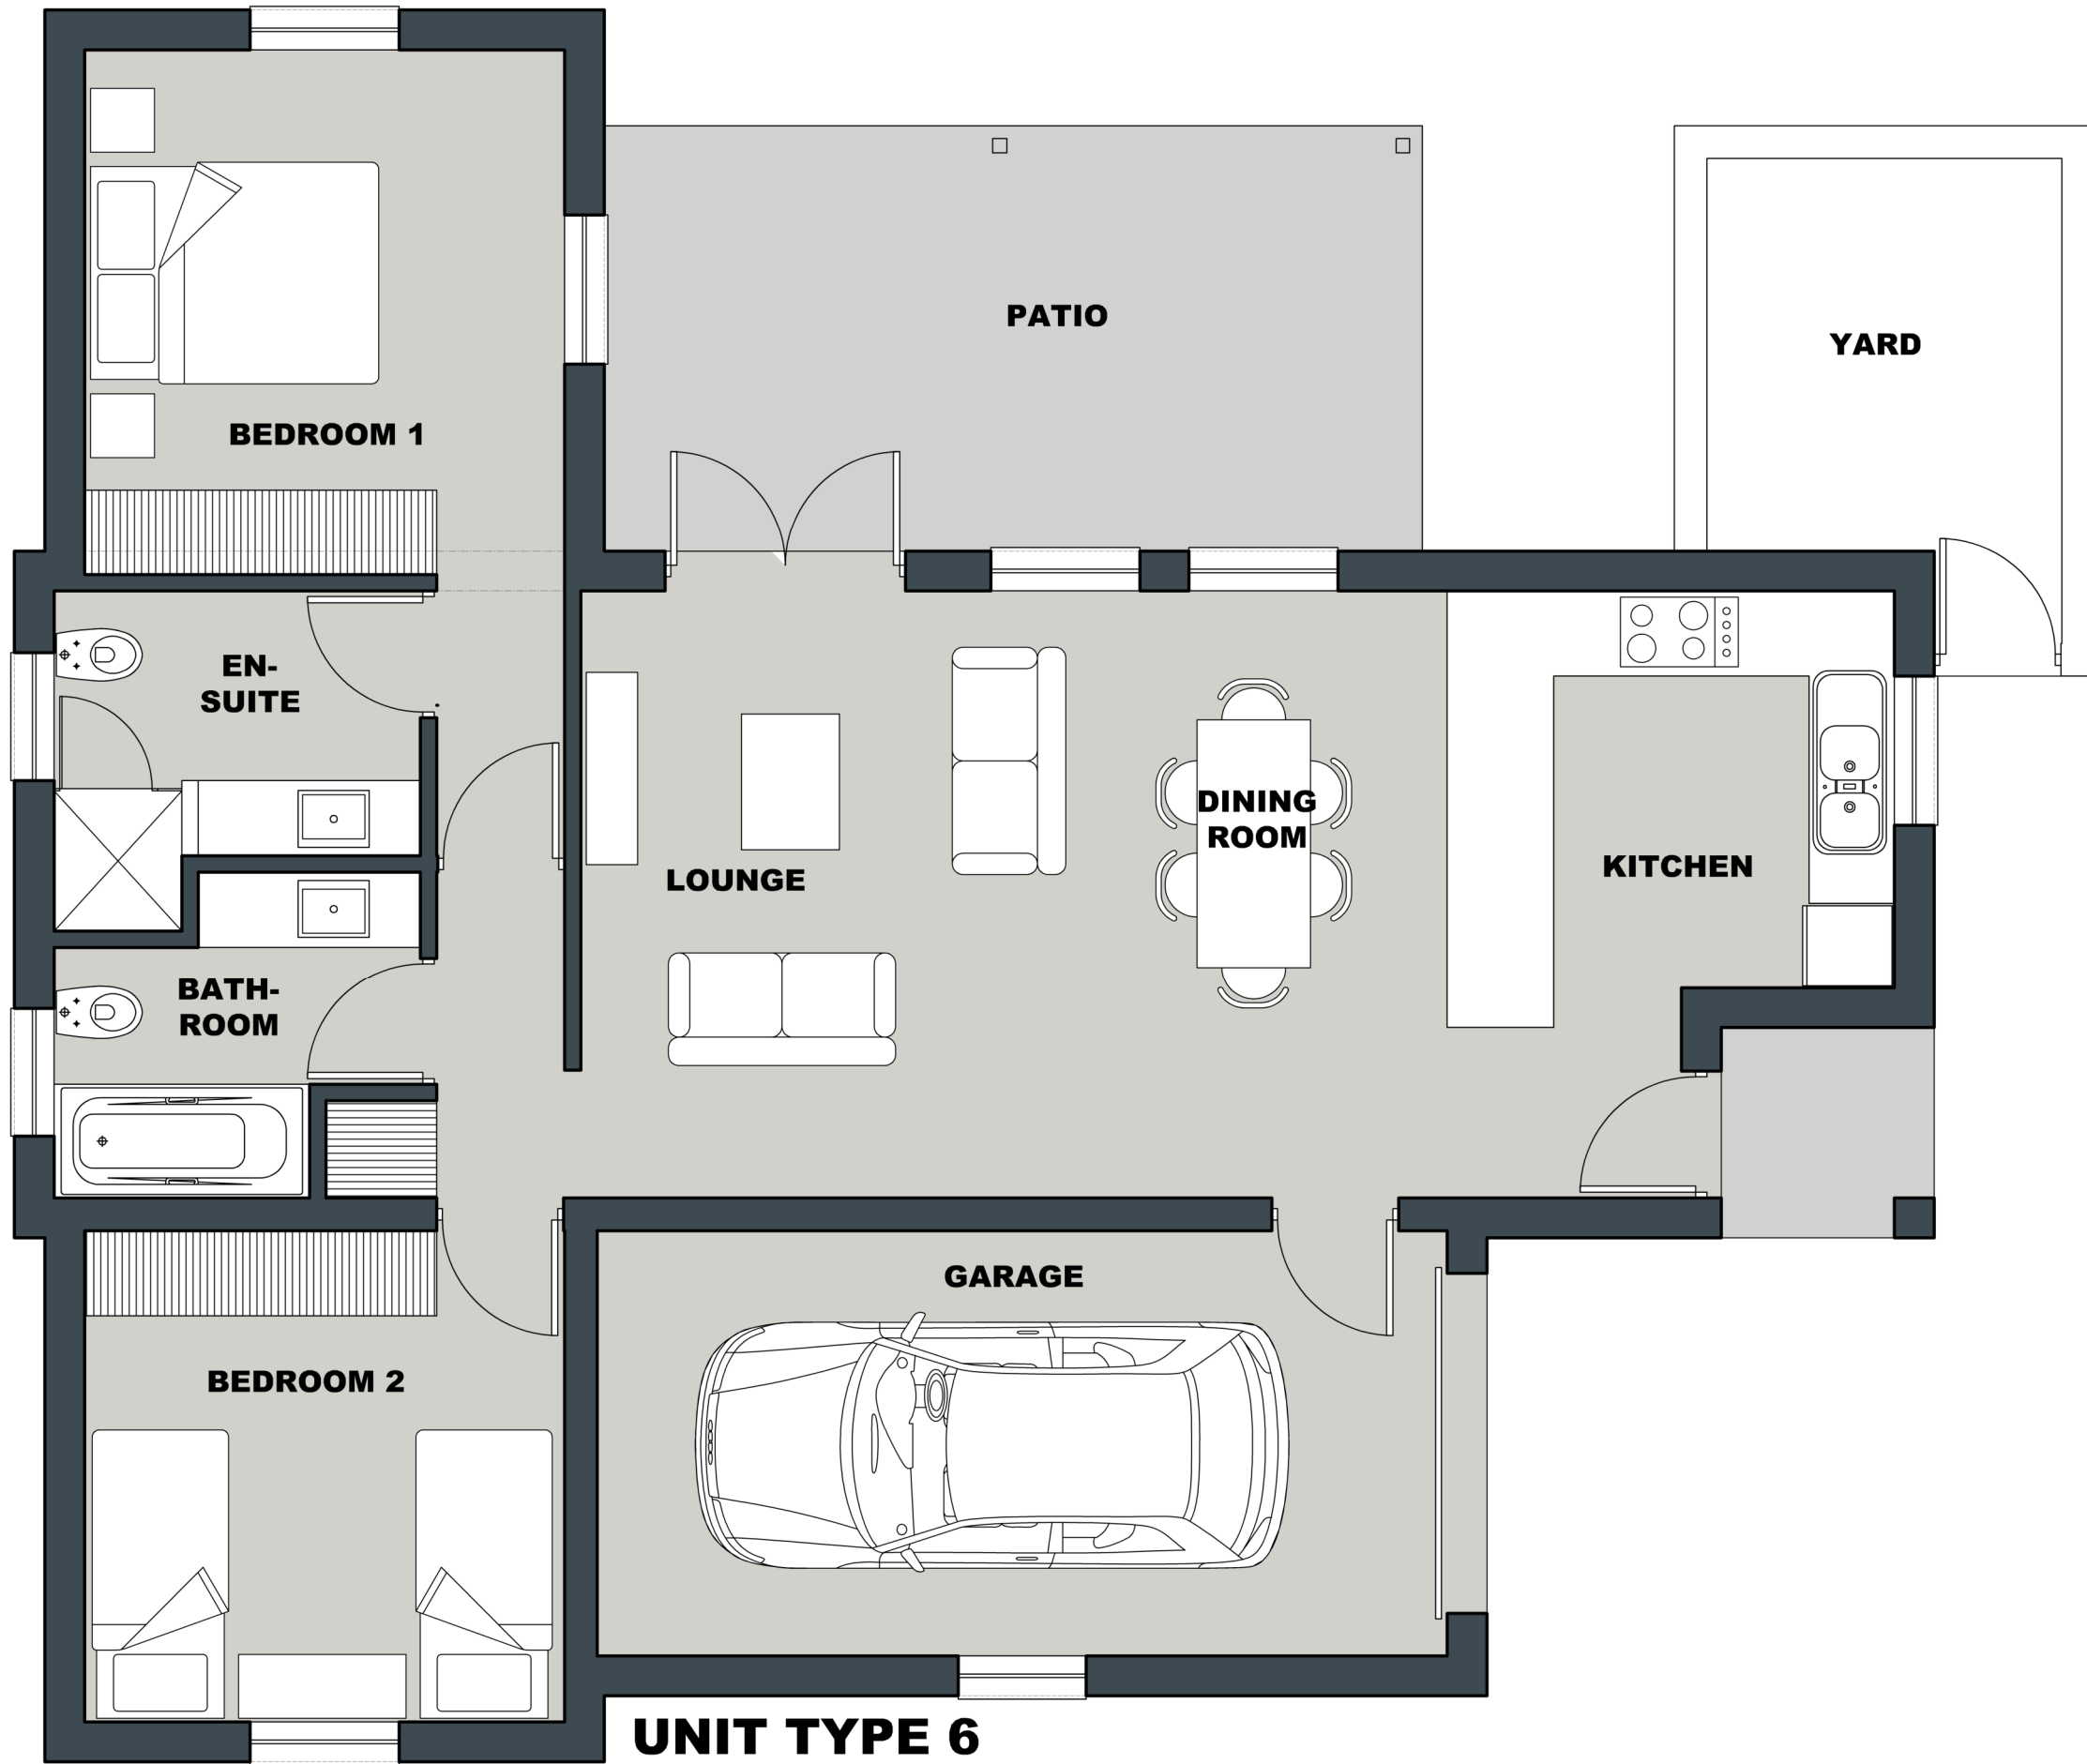 PATIO
YARD
BEDROOM 1
EN-
SUITE
DINING
ROOM
KITCHEN
LOUNGE
BATH-
ROOM
GARAGE
BEDROOM 2
UNIT TYPE 6